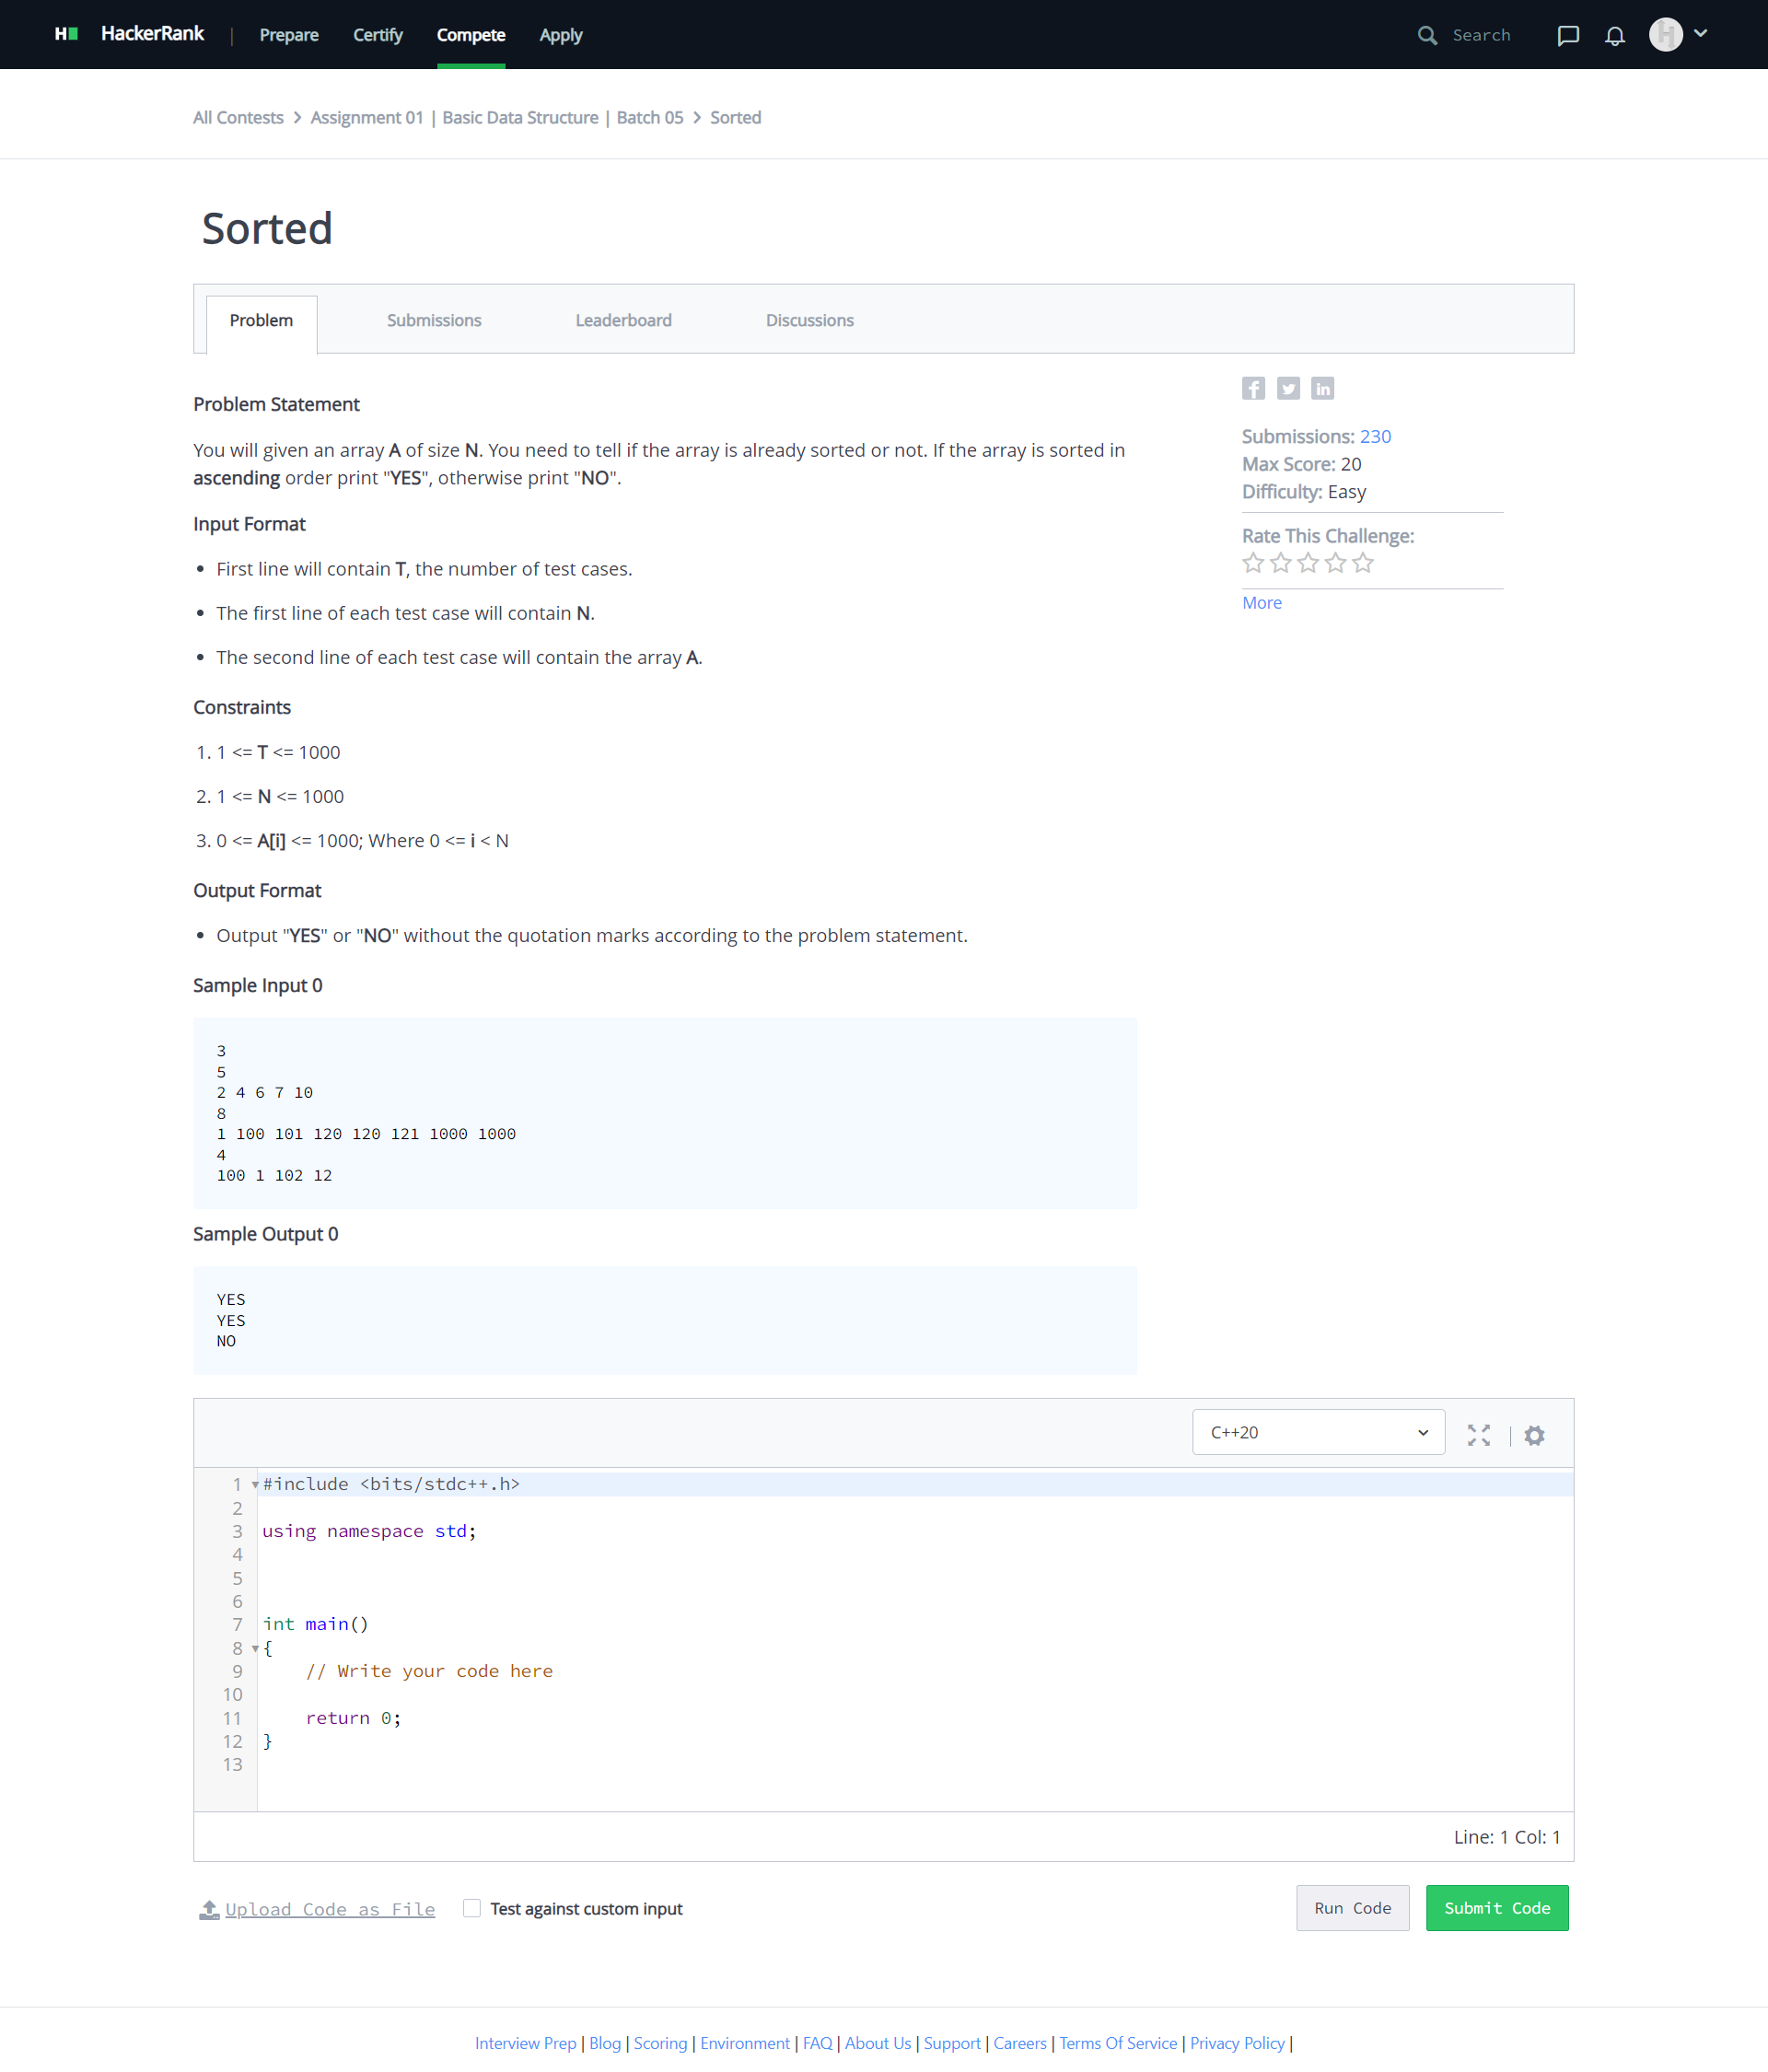 HackerRank | Prepare Certify Compete Apply Search
All Contests > Assignment 01 | Basic Data Structure | Batch 05 > Sorted
Sorted
Problem Submissions Leaderboard Discussions
Problem Statement
You will given an array A of size N. You need to tell if the array is already sorted or not. If the array is sorted in
ascending order print "YES", otherwise print "NO".
Input Format
• First line will contain T, the number of test cases.
• The first line of each test case will contain N.
• The second line of each test case will contain the array A.
Constraints
1. 1 <= T <= 1000
2. 1 <= N <= 1000
3. 0 <= A[i] <= 1000; Where 0 <= i < N
Output Format
• Output "YES" or "NO" without the quotation marks according to the problem statement.
Sample Input 0
3
5
2 4 6 7 10
8
1 100 101 120 120 121 1000 1000
4
100 1 102 12
Sample Output 0
YES
YES
NO
Submissions: 230
Max Score: 20
Difficulty: Easy
Rate This Challenge:
More
C++20
1 #include <bits/stdc++.h>
2
3 using namespace std;
4
5
6
7 int main()
8 {
9     // Write your code here
10
11     return 0;
12 }
13
Line: 1 Col: 1
Upload Code as File Test against custom input Run Code Submit Code
Interview Prep | Blog | Scoring | Environment | FAQ | About Us | Support | Careers | Terms Of Service | Privacy Policy |